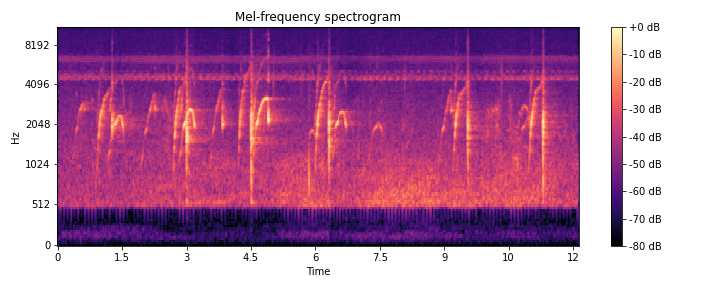 Mel-frequency spectrogram
+0 dB
8192
-10 dB
4096
-20 dB
-30 dB
Hz
2048
-40 dB
1024
-50 dB
-60 dB
512
-70 dB
0
-80 dB
0 1.5 3 4.5 6 7.5 9 10 12
Time